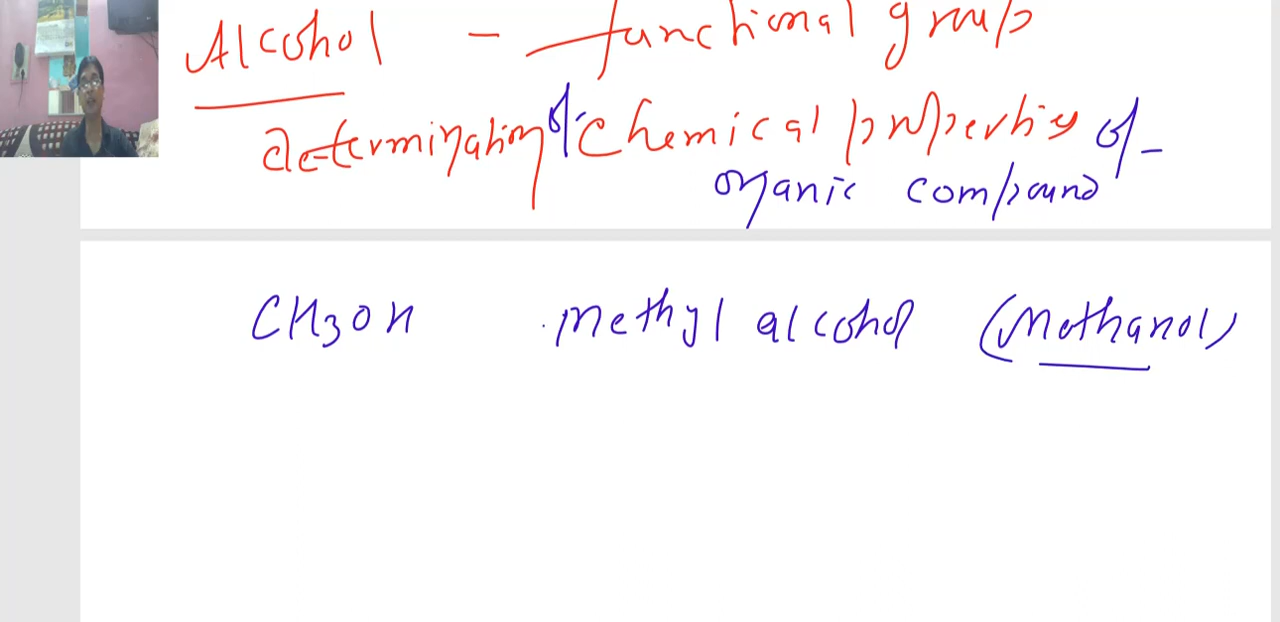 Alcohol - functional group
determination of chemical properties of -
organic compound
CH3OH methyl alcohol (Methanol)